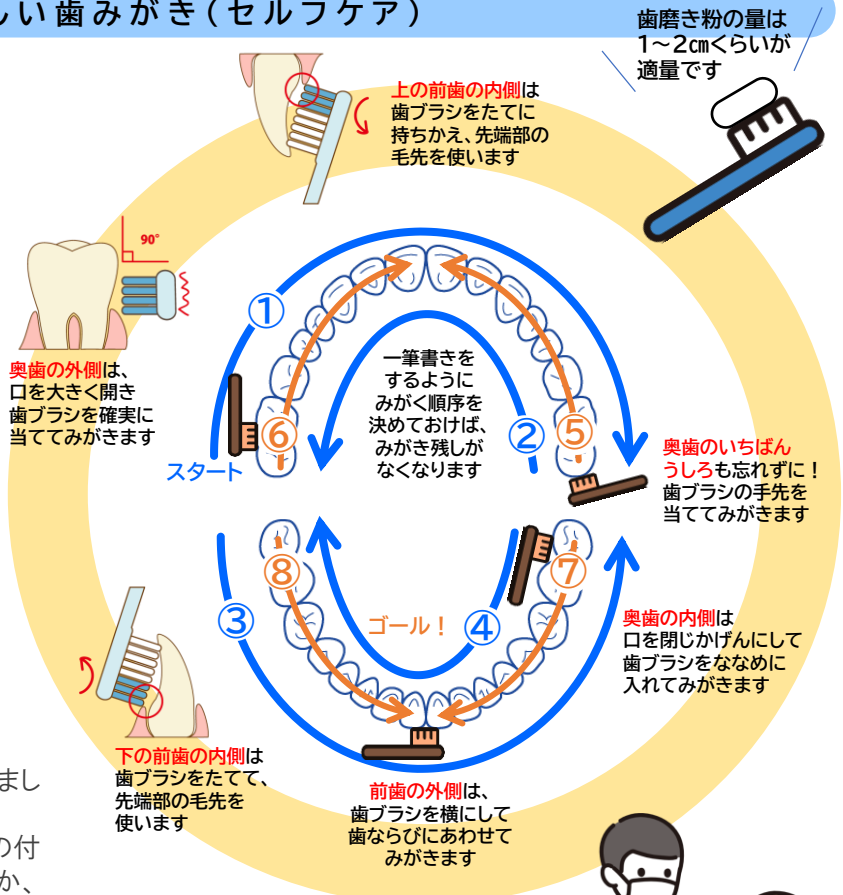 しい歯みがき(セルフケア)
歯磨き粉の量は
1～2㎝くらいが
適量です
上の前歯の内側は
歯ブラシをたてに
持ちかえ、先端部の
毛先を使います
90°
奥歯の外側は、
口を大きく開き
歯ブラシを確実に
当ててみがきます
①
スタート
⑥
一筆書きを
するように
みがく順序を
決めておけば、
みがき残しが
なくなります
②
⑤
奥歯のいちばん
うしろも忘れずに！
歯ブラシの手先を
当ててみがきます
⑧
⑦
③
ゴール！
④
奥歯の内側は
口を閉じかげんにして
歯ブラシをななめに
入れてみがきます
下の前歯の内側は
歯ブラシをたてて、
先端部の毛先を
使います
前歯の外側は、
歯ブラシを横にして
歯ならびにあわせて
みがきます
まし
の付
か、